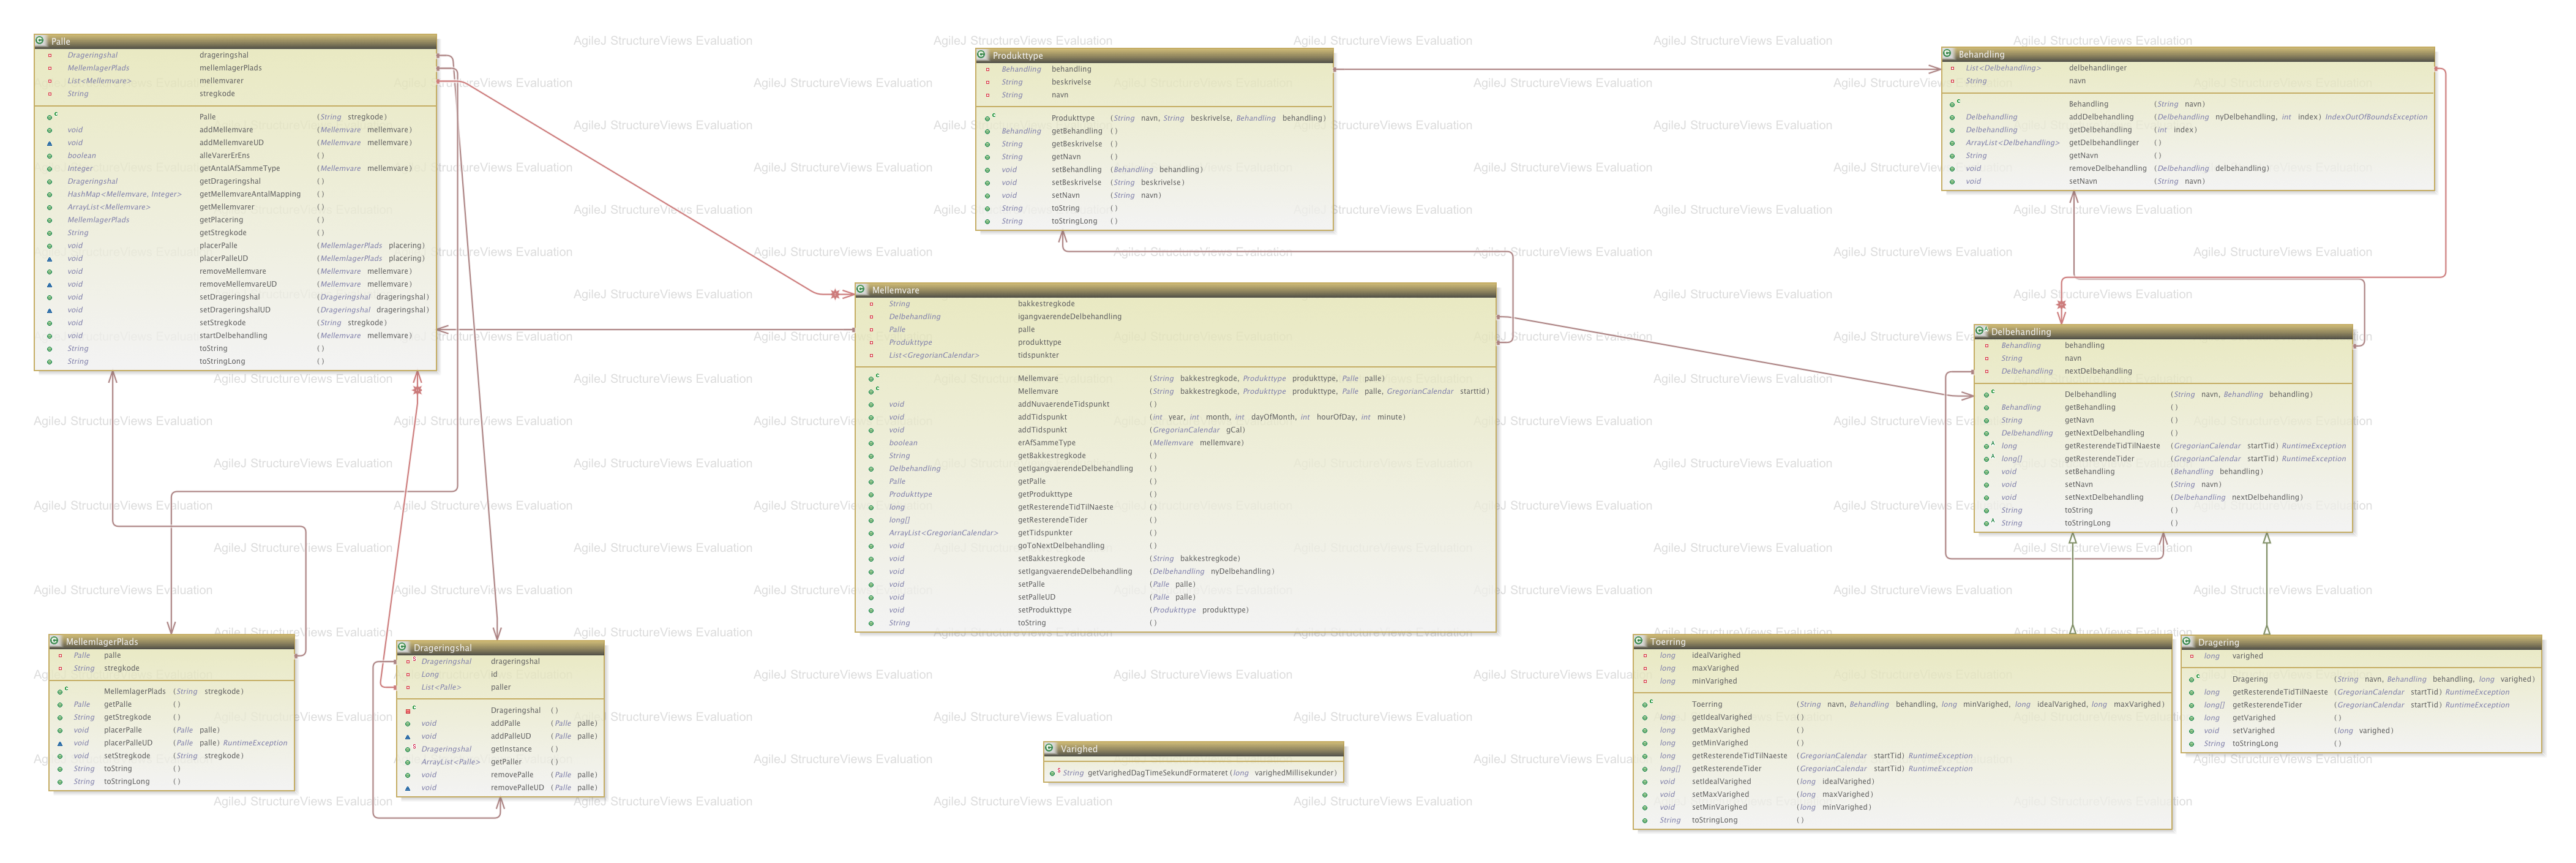 Palle
Drageringshal drageringshal
MellemlagerPlads mellemlagerPlads
List<Mellemvare> mellemvarer
String stregkode
Palle (String stregkode)
void addMellemvare (Mellemvare mellemvare)
void addMellemvareUD (Mellemvare mellemvare)
boolean alleVarerErEns ()
Integer getAntalAfSammeType (Mellemvare mellemvare)
Drageringshal getDrageringshal ()
HashMap<Mellemvare, Integer> getMellemvareAntalMapping ()
ArrayList<Mellemvare> getMellemvarer ()
MellemlagerPlads getPlacering ()
String getStregkode ()
void placerPalle (MellemlagerPlads placering)
void placerPalleUD (MellemlagerPlads placering)
void removeMellemvare (Mellemvare mellemvare)
void removeMellemvareUD (Mellemvare mellemvare)
void setDrageringshal (Drageringshal drageringshal)
void setDrageringshalUD (Drageringshal drageringshal)
void setStregkode (String stregkode)
void startDelbehandling (Mellemvare mellemvare)
String toString ()
String toStringLong ()
Produkttype
Behandling behandling
String beskrivelse
String navn
Produkttype (String navn, String beskrivelse, Behandling behandling)
Behandling getBehandling ()
String getBeskrivelse ()
String getNavn ()
void setBehandling (Behandling behandling)
void setBeskrivelse (String beskrivelse)
void setNavn (String navn)
String toString ()
String toStringLong ()
Behandling
List<Delbehandling> delbehandlinger
String navn
Behandling (String navn)
Delbehandling addDelbehandling (Delbehandling nyDelbehandling, int index) IndexOutOfBoundsException
Delbehandling getDelbehandling (int index)
ArrayList<Delbehandling> getDelbehandlinger ()
String getNavn ()
void removeDelbehandling (Delbehandling delbehandling)
void setNavn (String navn)
Mellemvare
String bakkestregkode
Delbehandling igangvaerendeDelbehandling
Palle palle
Produkttype produkttype
List<GregorianCalendar> tidspunkter
Mellemvare (String bakkestregkode, Produkttype produkttype, Palle palle)
Mellemvare (String bakkestregkode, Produkttype produkttype, Palle palle, GregorianCalendar starttid)
void addNuvaerendeTidspunkt ()
void addTidspunkt (int year, int month, int dayOfMonth, int hourOfDay, int minute)
void addTidspunkt (GregorianCalendar gCal)
boolean erAfSammeType (Mellemvare mellemvare)
String getBakkestregkode ()
Delbehandling getIgangvaerendeDelbehandling ()
Palle getPalle ()
Produkttype getProdukttype ()
long getResterendeTidTilNaeste ()
long[] getResterendeTider ()
ArrayList<GregorianCalendar> getTidspunkter ()
void goToNextDelbehandling ()
void setBakkestregkode (String bakkestregkode)
void setIgangvaerendeDelbehandling (Delbehandling nyDelbehandling)
void setPalle (Palle palle)
void setPalleUD (Palle palle)
void setProdukttype (Produkttype produkttype)
String toString ()
Delbehandling
Behandling behandling
String navn
Delbehandling nextDelbehandling
Delbehandling (String navn, Behandling behandling)
Behandling getBehandling ()
String getNavn ()
Delbehandling getNextDelbehandling ()
long getResterendeTidTilNaeste (GregorianCalendar startTid) RuntimeException
long[] getResterendeTider (GregorianCalendar startTid) RuntimeException
void setBehandling (Behandling behandling)
void setNavn (String navn)
void setNextDelbehandling (Delbehandling nextDelbehandling)
String toString ()
String toStringLong ()
MellemlagerPlads
Palle palle
String stregkode
MellemlagerPlads (String stregkode)
Palle getPalle ()
String getStregkode ()
void placerPalle (Palle palle)
void placerPalleUD (Palle palle) RuntimeException
void setStregkode (String stregkode)
String toString ()
String toStringLong ()
Drageringshal
Drageringshal drageringshal
Long id
List<Palle> paller
Drageringshal ()
void addPalle (Palle palle)
void addPalleUD (Palle palle)
Drageringshal getInstance ()
ArrayList<Palle> getPaller ()
void removePalle (Palle palle)
void removePalleUD (Palle palle)
Varighed
String getVarighedDagTimeSekundFormateret (long varighedMillisekunder)
Toerring
long idealVarighed
long maxVarighed
long minVarighed
Toerring (String navn, Behandling behandling, long minVarighed, long idealVarighed, long maxVarighed)
long getIdealVarighed ()
long getMaxVarighed ()
long getMinVarighed ()
long getResterendeTidTilNaeste (GregorianCalendar startTid) RuntimeException
long[] getResterendeTider (GregorianCalendar startTid) RuntimeException
void setIdealVarighed (long idealVarighed)
void setMaxVarighed (long maxVarighed)
void setMinVarighed (long minVarighed)
String toStringLong ()
Dragering
long varighed
Dragering (String navn, Behandling behandling, long varighed)
long getResterendeTidTilNaeste (GregorianCalendar startTid) RuntimeException
long[] getResterendeTider (GregorianCalendar startTid) RuntimeException
long getVarighed ()
void setVarighed (long varighed)
String toStringLong ()
AgileJ StructureViews Evaluation